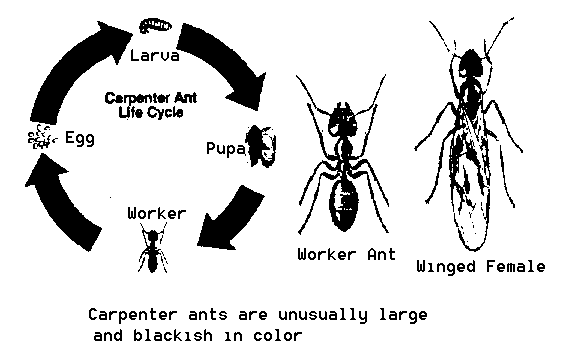 Larva
Carpenter Ant
Life Cycle
Egg
Pupa
Worker
Worker Ant
Winged Female
Carpenter ants are unusually large
and blackish in color